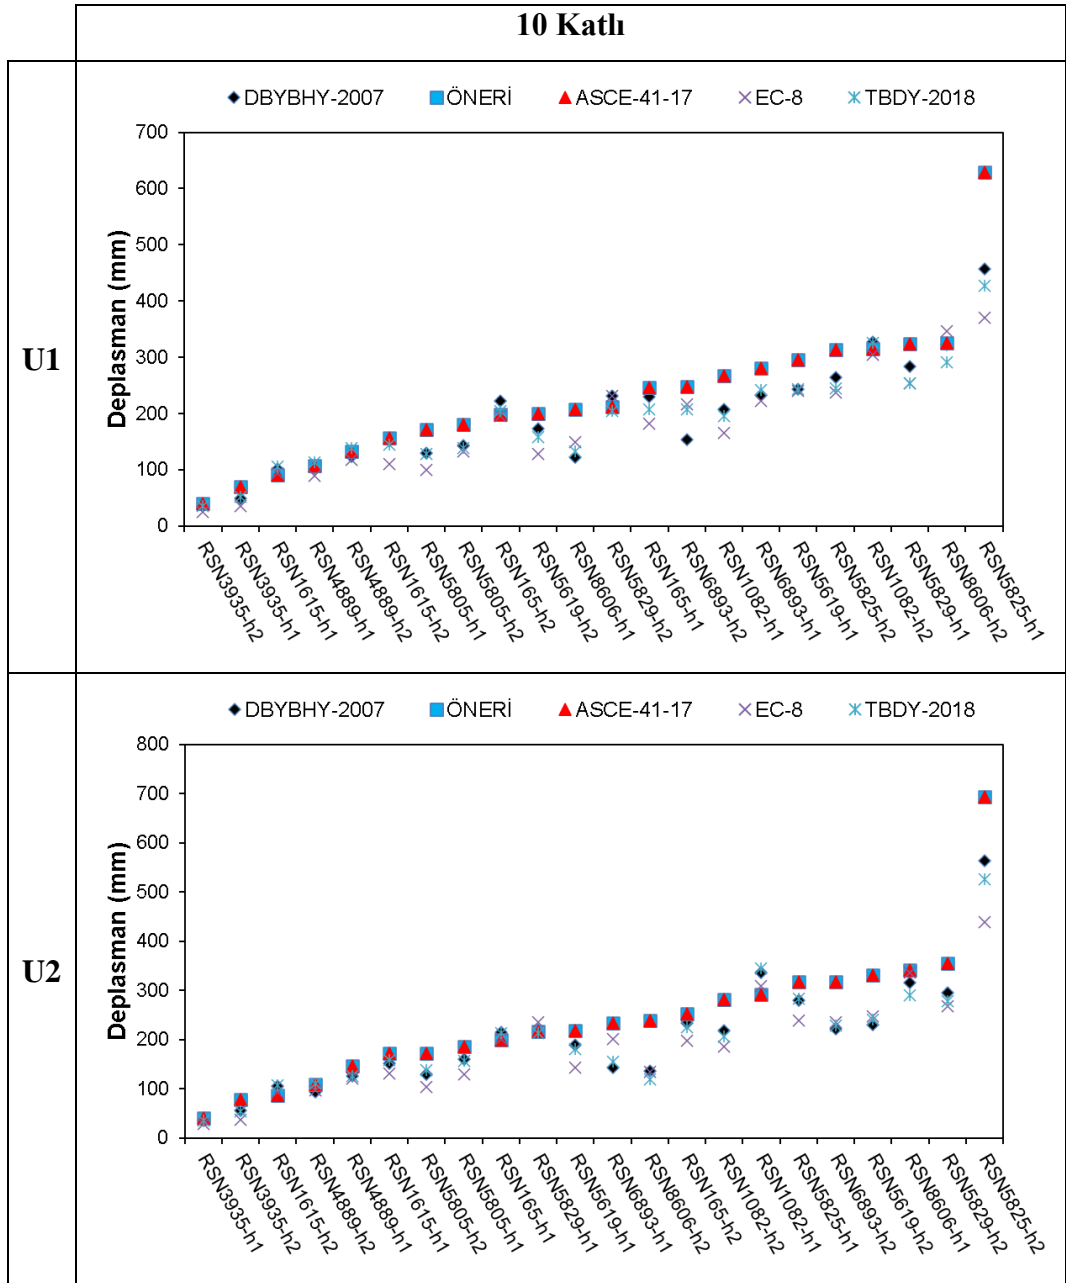 10 Katlı
U1
DBYBHY-2007 ÖNERİ ASCE-41-17 EC-8 TBDY-2018
Deplasman (mm)
700
600
500
400
300
200
100
0
RSN3935-h2
RSN3935-h1
RSN1615-h1
RSN4889-h1
RSN4889-h2
RSN1615-h2
RSN5805-h1
RSN5805-h2
RSN165-h2
RSN5619-h2
RSN8606-h1
RSN5829-h2
RSN165-h1
RSN6893-h2
RSN1082-h1
RSN6893-h1
RSN5619-h1
RSN5825-h2
RSN1082-h2
RSN5829-h1
RSN8606-h2
RSN5825-h1
U2
DBYBHY-2007 ÖNERİ ASCE-41-17 EC-8 TBDY-2018
Deplasman (mm)
800
700
600
500
400
300
200
100
0
RSN3935-h1
RSN3935-h2
RSN1615-h2
RSN4889-h2
RSN4889-h1
RSN1615-h1
RSN5805-h2
RSN5805-h1
RSN165-h1
RSN5829-h1
RSN5619-h1
RSN6893-h1
RSN8606-h2
RSN165-h2
RSN1082-h2
RSN1082-h1
RSN5825-h1
RSN6893-h2
RSN5619-h2
RSN8606-h1
RSN5829-h2
RSN5825-h2